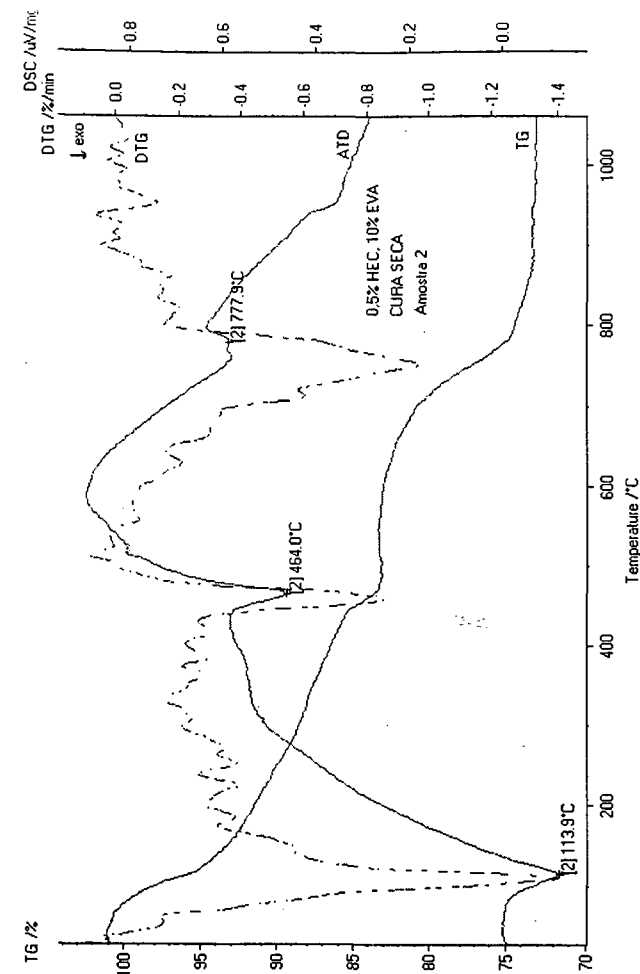 TG /%
DTG /%/min
DSC /uV/mg
100
95
90
85
80
75
70
0.0
-0.2
-0.4
-0.6
-0.8
-1.0
-1.2
-1.4
0.8
0.6
0.4
0.2
-0.0
↓ exo
DTG
ATD
TG
[2] 777.9°C
[2] 464.0°C
[2] 113.9°C
0,5% HEC, 10% EVA
CURA SECA
Amostra 2
200
400
600
800
1000
Temperature /°C